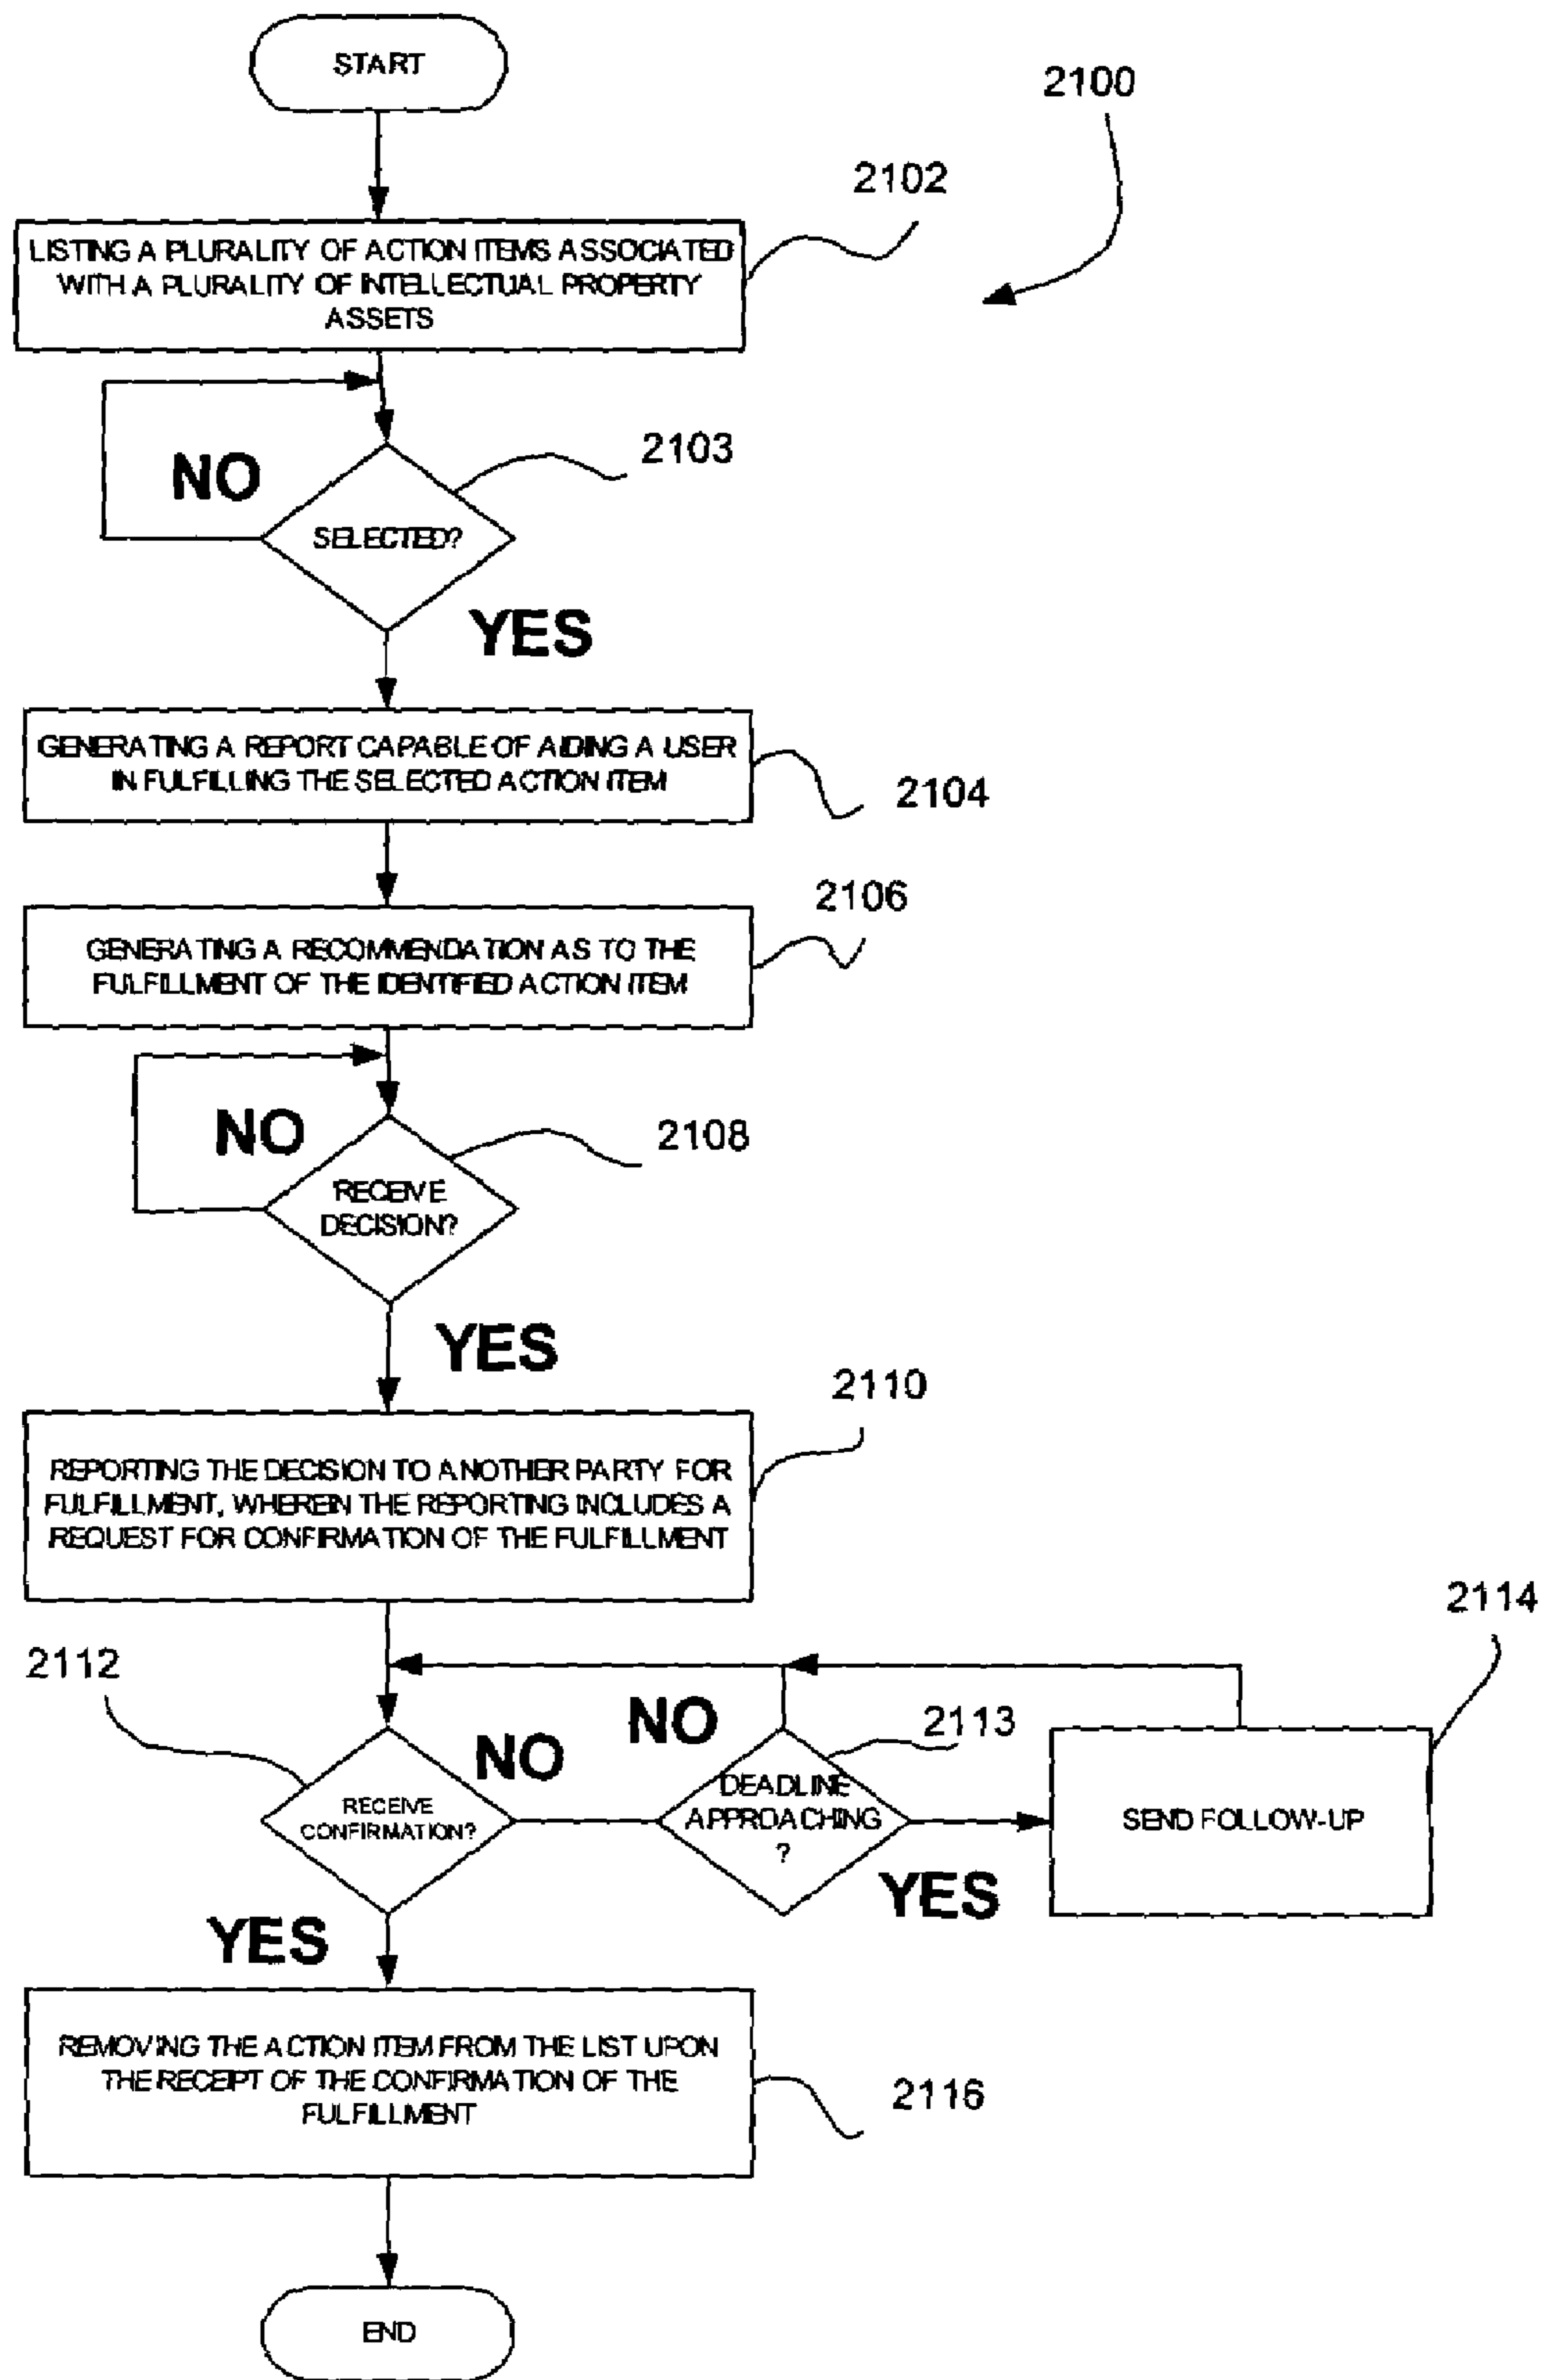 START
2100
2102
LISTING A PLURALITY OF ACTION ITEMS ASSOCIATED
WITH A PLURALITY OF INTELLECTUAL PROPERTY
ASSETS
NO
2103
SELECTED?
YES
GENERATING A REPORT CAPABLE OF AIDING A USER
IN FULFILLING THE SELECTED ACTION ITEM
2104
2106
GENERATING A RECOMMENDATION AS TO THE
FULFILLMENT OF THE IDENTIFIED ACTION ITEM
NO
2108
RECEIVE
DECISION?
YES
2110
REPORTING THE DECISION TO ANOTHER PARTY FOR
FULFILLMENT, WHEREIN THE REPORTING INCLUDES A
REQUEST FOR CONFIRMATION OF THE FULFILLMENT
2114
2112
NO
NO
2113
RECEIVE
CONFIRMATION?
DEADLINE
APPROACHING
?
SEND FOLLOW-UP
YES
YES
REMOVING THE ACTION ITEM FROM THE LIST UPON
THE RECEIPT OF THE CONFIRMATION OF THE
FULFILLMENT
2116
END